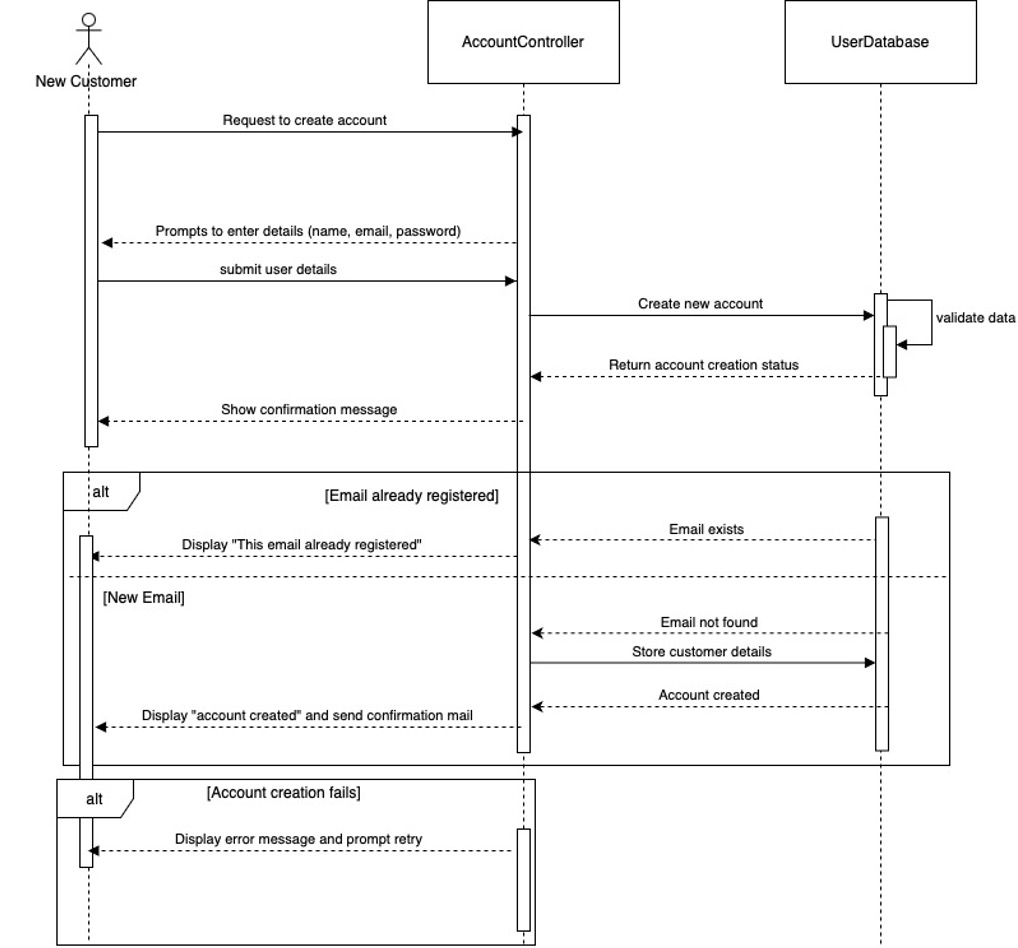 New Customer
AccountController
UserDatabase
Request to create account
Prompts to enter details (name, email, password)
submit user details
Create new account
validate data
Return account creation status
Show confirmation message
alt
[Email already registered]
Email exists
Display "This email already registered"
[New Email]
Email not found
Store customer details
Account created
Display "account created" and send confirmation mail
alt
[Account creation fails]
Display error message and prompt retry